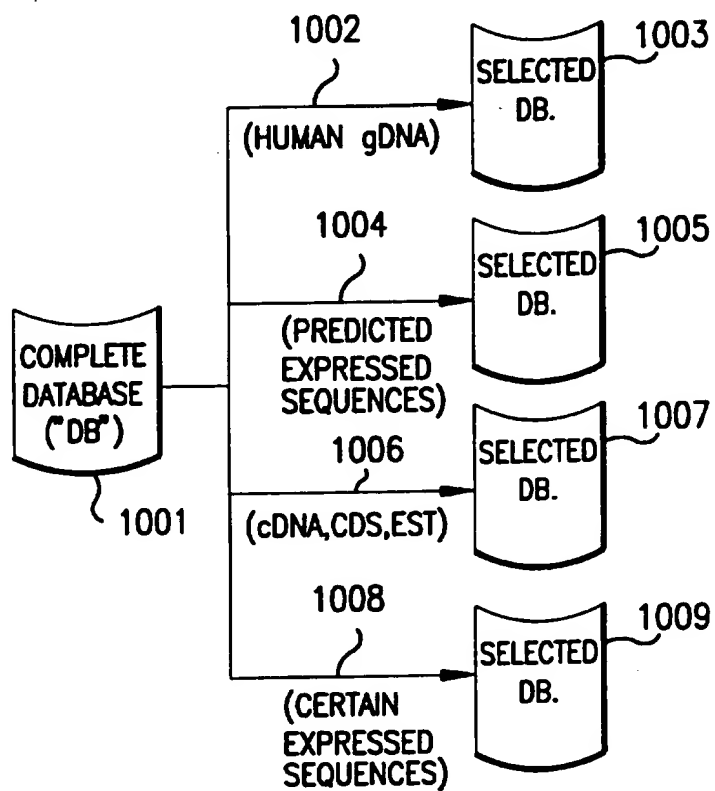 1002
1003
SELECTED
DB.
(HUMAN gDNA)
1004
1005
SELECTED
DB.
(PREDICTED
EXPRESSED
SEQUENCES)
COMPLETE
DATABASE
("DB")
1001
1006
1007
SELECTED
DB.
(cDNA,CDS,EST)
1008
1009
SELECTED
DB.
(CERTAIN
EXPRESSED
SEQUENCES)